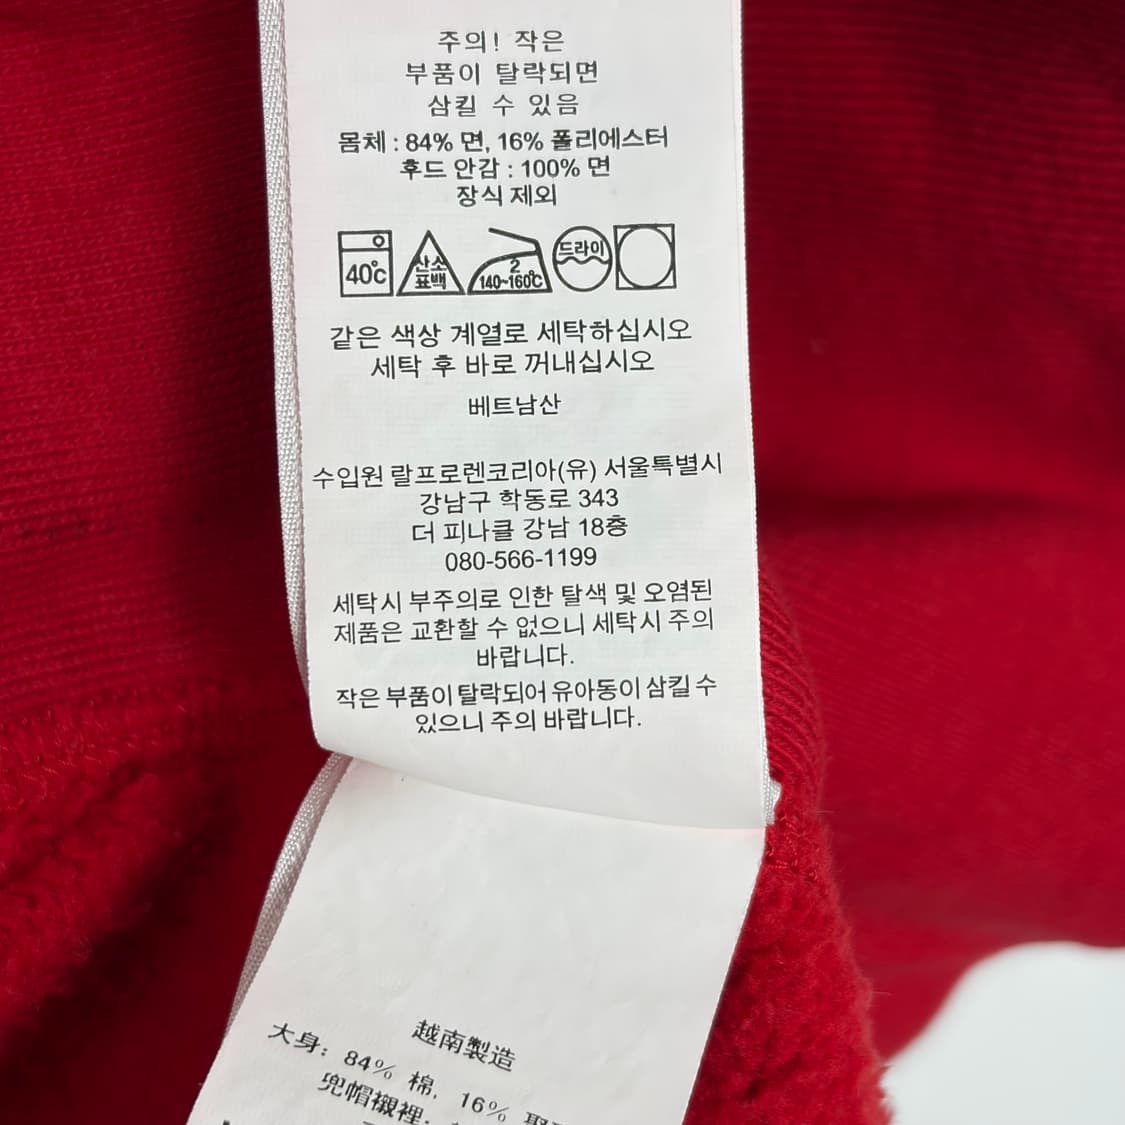 주의! 작은
부품이 탈락되면
삼킬 수 있음
몸체 : 84% 면, 16% 폴리에스터
후드 안감 : 100% 면
장식 제외
40℃ 산소 표백 2 140~160℃ 드라이
같은 색상 계열로 세탁하십시오
세탁 후 바로 꺼내십시오
베트남산
수입원 랄프로렌코리아(유) 서울특별시
강남구 학동로 343
더 피나클 강남 18층
080-566-1199
세탁시 부주의로 인한 탈색 및 오염된
제품은 교환할 수 없으니 세탁시 주의
바랍니다.
작은 부품이 탈락되어 유아동이 삼킬 수
있으니 주의 바랍니다.
越南製造
大身: 84% 棉, 16%
兜帽襯裡: